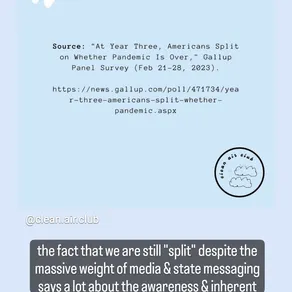 Source: "At Year Three, Americans Split
on Whether Pandemic Is Over," Gallup
Panel Survey (Feb 21-28, 2023).
https://news.gallup.com/poll/471734/yea
r-three-americans-split-whether-
pandemic.aspx
clean air club
@clean.air.club
the fact that we are still "split" despite the
massive weight of media & state messaging
says a lot about the awareness & inherent